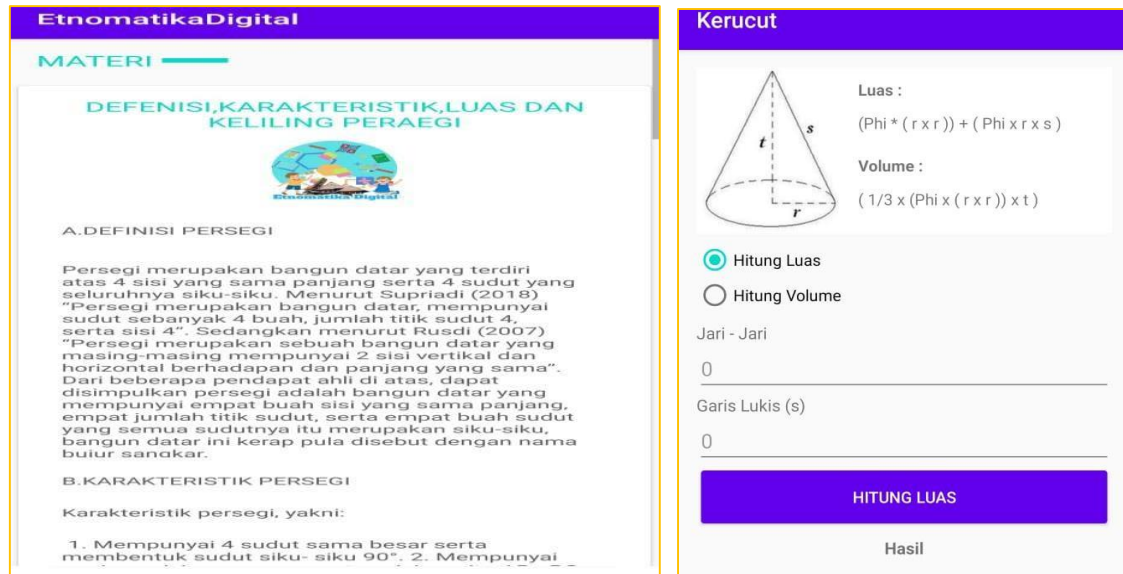 EtnomatikaDigital
MATERI
DEFENISI,KARAKTERISTIK,LUAS DAN
KELILING PERAEGI
Etnomatika Digital
A.DEFINISI PERSEGI
Persegi merupakan bangun datar yang terdiri
atas 4 sisi yang sama panjang serta 4 sudut yang
seluruhnya siku-siku. Menurut Supriadi (2018)
"Persegi merupakan bangun datar, mempunyai
sudut sebanyak 4 buah, jumlah titik sudut 4,
serta sisi 4". Sedangkan menurut Rusdi (2007)
"Persegi merupakan sebuah bangun datar yang
masing-masing mempunyai 2 sisi vertikal dan
horizontal berhadapan dan panjang yang sama".
Dari beberapa pendapat ahli di atas, dapat
disimpulkan persegi adalah bangun datar yang
mempunyai empat buah sisi yang sama panjang,
empat jumlah titik sudut, serta empat buah sudut
yang semua sudutnya itu merupakan siku-siku,
bangun datar ini kerap pula disebut dengan nama
bujur sangkar.
B.KARAKTERISTIK PERSEGI
Karakteristik persegi, yakni:
1. Mempunyai 4 sudut sama besar serta
membentuk sudut siku- siku 90°. 2. Mempunyai
Kerucut
t
s
r
Luas :
(Phi * ( r x r )) + ( Phi x r x s )
Volume :
( 1/3 x (Phi x ( r x r )) x t )
Hitung Luas
Hitung Volume
Jari - Jari
0
Garis Lukis (s)
0
HITUNG LUAS
Hasil